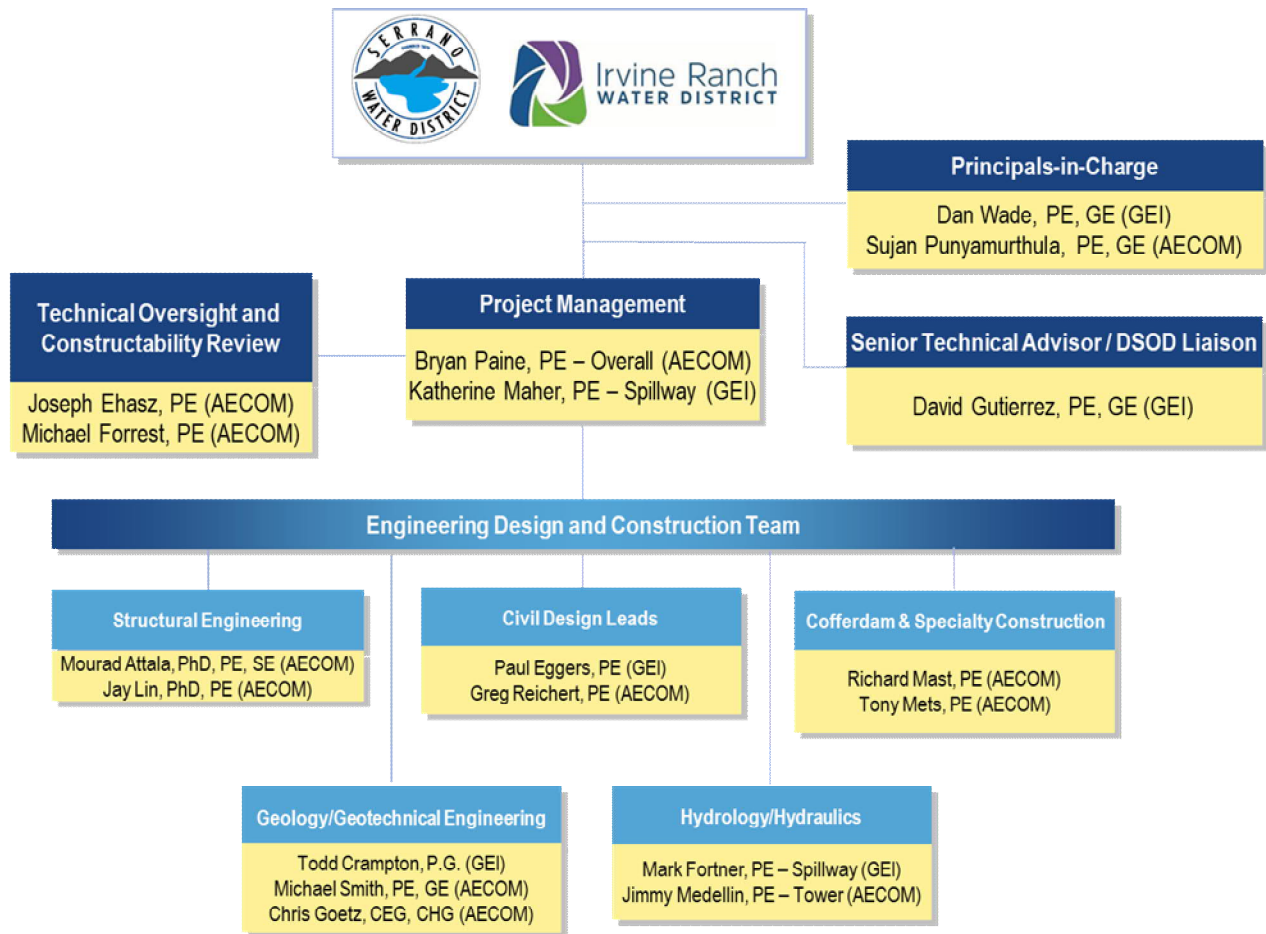 SERRANO
WATER DISTRICT
Irvine Ranch
WATER DISTRICT
Principals-in-Charge
Dan Wade, PE, GE (GEI)
Sujan Punyamurthula, PE, GE (AECOM)
Technical Oversight and
Constructability Review
Joseph Ehasz, PE (AECOM)
Michael Forrest, PE (AECOM)
Project Management
Bryan Paine, PE – Overall (AECOM)
Katherine Maher, PE – Spillway (GEI)
Senior Technical Advisor / DSOD Liaison
David Gutierrez, PE, GE (GEI)
Engineering Design and Construction Team
Structural Engineering
Mourad Attala, PhD, PE, SE (AECOM)
Jay Lin, PhD, PE (AECOM)
Civil Design Leads
Paul Eggers, PE (GEI)
Greg Reichert, PE (AECOM)
Cofferdam & Specialty Construction
Richard Mast, PE (AECOM)
Tony Mets, PE (AECOM)
Geology/Geotechnical Engineering
Todd Crampton, P.G. (GEI)
Michael Smith, PE, GE (AECOM)
Chris Goetz, CEG, CHG (AECOM)
Hydrology/Hydraulics
Mark Fortner, PE – Spillway (GEI)
Jimmy Medellin, PE – Tower (AECOM)